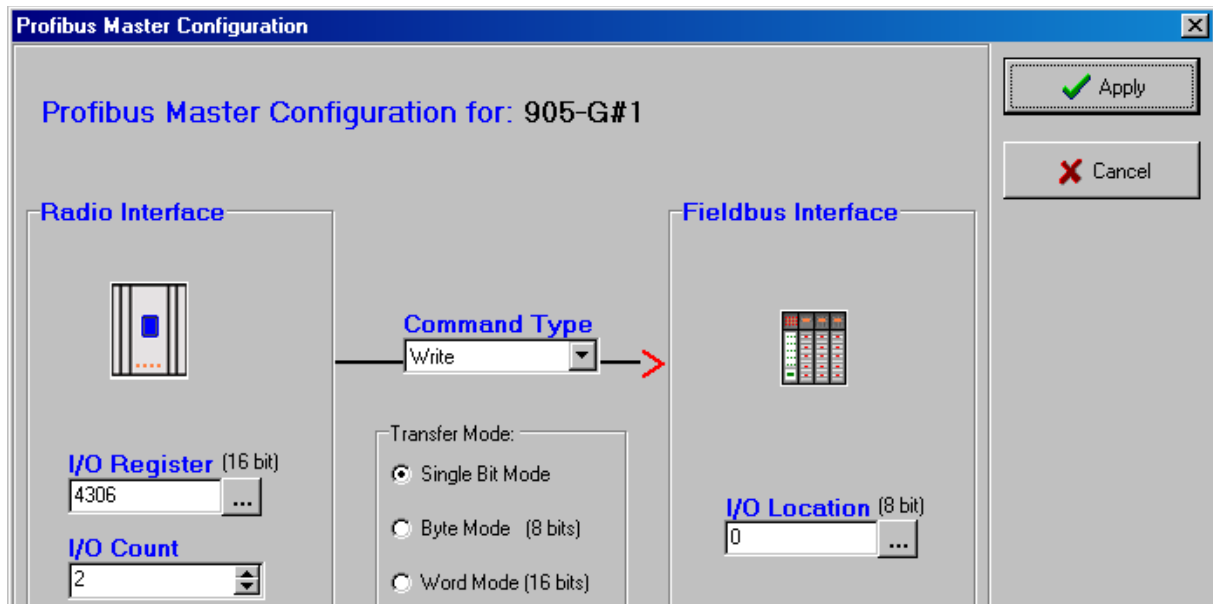 Profibus Master Configuration
Profibus Master Configuration for: 905-G#1
Apply
Cancel
Radio Interface
Fieldbus Interface
Command Type
Write
Transfer Mode:
I/O Register (16 bit)
4306
...
Single Bit Mode
I/O Location (8 bit)
0
...
Byte Mode (8 bits)
I/O Count
2
Word Mode (16 bits)